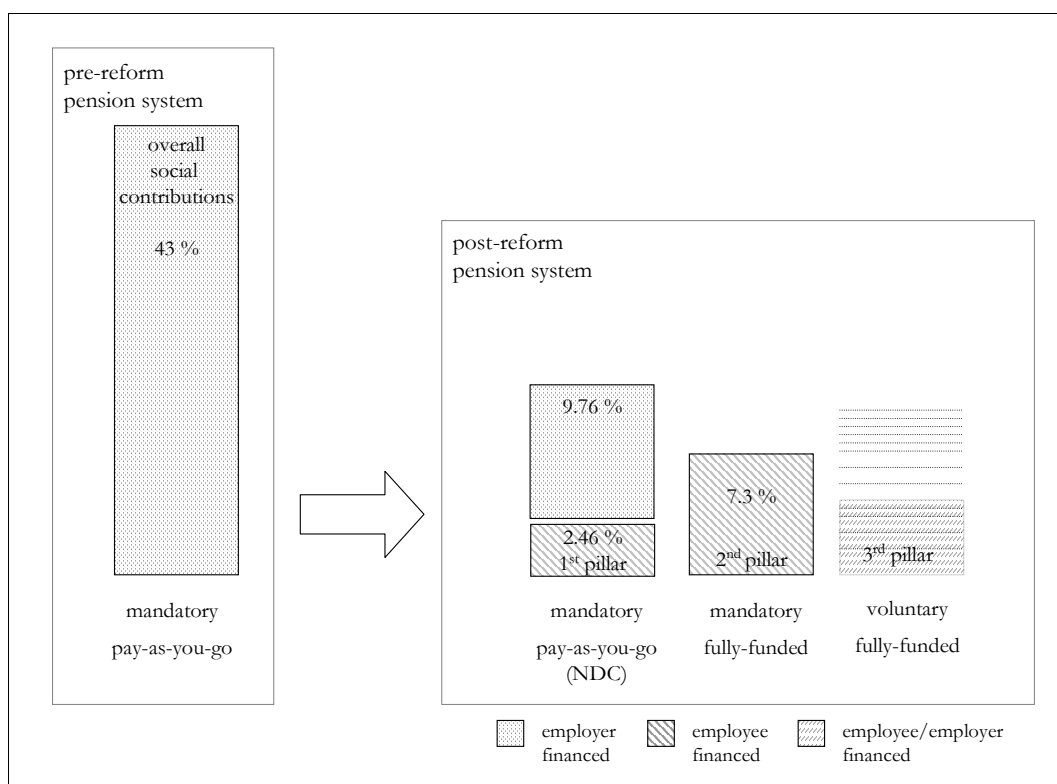 pre-reform
pension system
overall
social
contributions
43 %
mandatory
pay-as-you-go
post-reform
pension system
9.76 %
2.46 %
1st pillar
mandatory
pay-as-you-go
(NDC)
7.3 %
2nd pillar
mandatory
fully-funded
3rd pillar
voluntary
fully-funded
employer
financed
employee
financed
employee/employer
financed